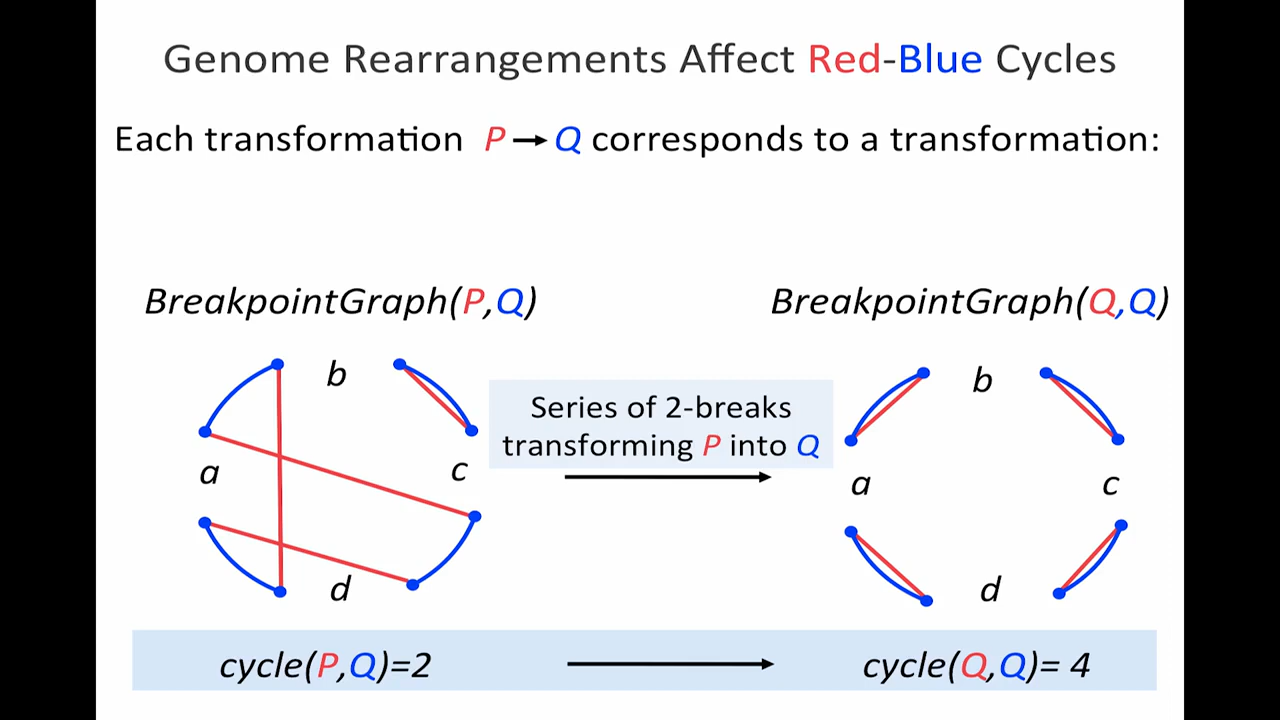 Genome Rearrangements Affect Red-Blue Cycles
Each transformation P → Q corresponds to a transformation:
BreakpointGraph(P,Q)
BreakpointGraph(Q,Q)
b
a
c
d
Series of 2-breaks
transforming P into Q
b
a
c
d
cycle(P,Q)=2
cycle(Q,Q)= 4